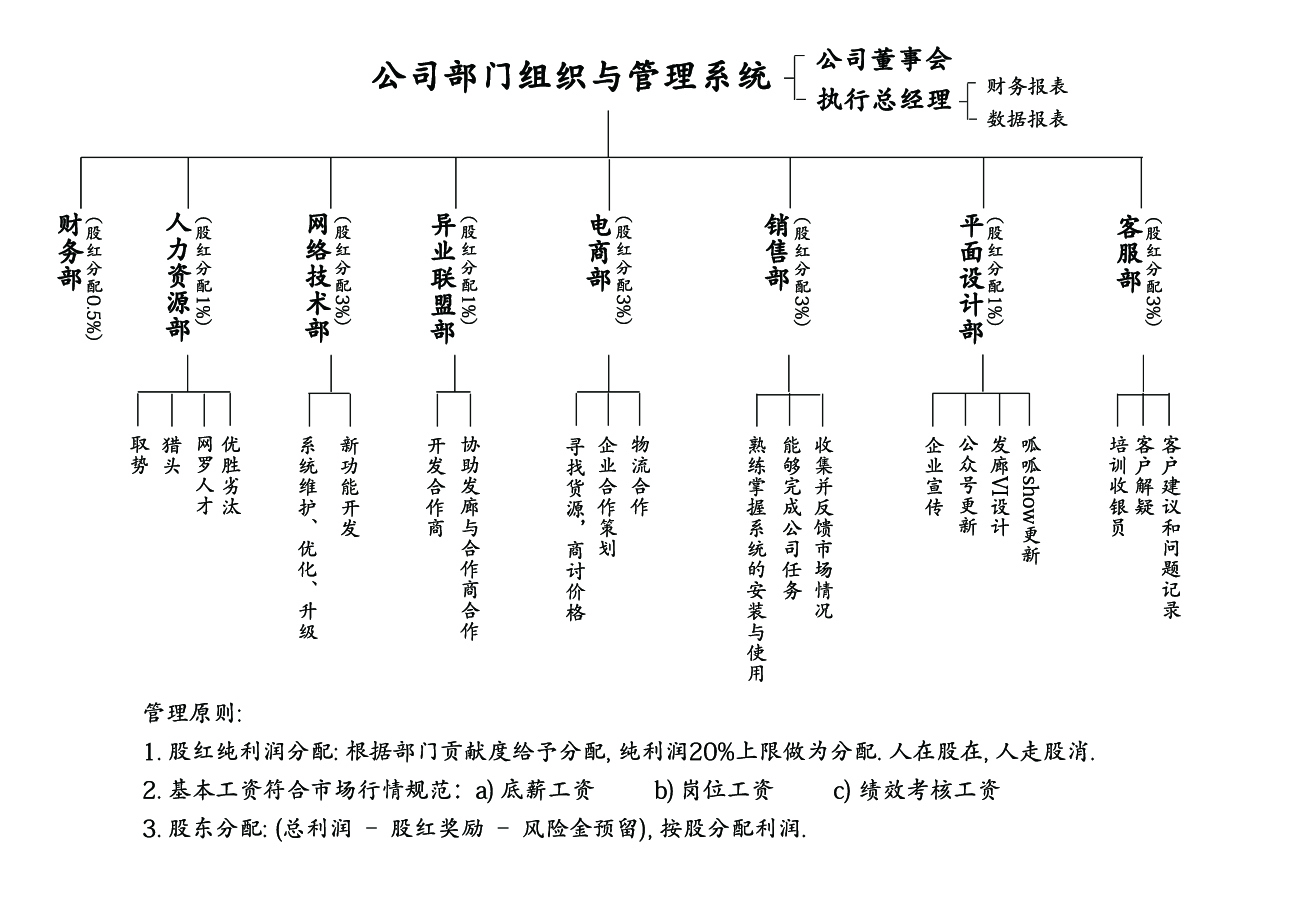 公司部门组织与管理系统
公司董事会
执行总经理
财务报表
数据报表
财务部
(股红分配0.5%)
人力资源部
(股红分配1%)
网络技术部
(股红分配3%)
异业联盟部
(股红分配1%)
电商部
(股红分配3%)
销售部
(股红分配3%)
平面设计部
(股红分配1%)
客服部
(股红分配3%)
取势
猎头
网罗人才
优胜劣汰
系统维护、优化、升级
新功能开发
开发合作商
协助发廊与合作商合作
寻找货源，商讨价格
企业合作策划
物流合作
熟练掌握系统的安装与使用
能够完成公司任务
收集并反馈市场情况
企业宣传
公众号更新
发廊VI设计
呱呱show更新
培训收银员
客户解疑
客户建议和问题记录
管理原则:
1. 股红纯利润分配: 根据部门贡献度给予分配, 纯利润20%上限做为分配. 人在股在, 人走股消.
2. 基本工资符合市场行情规范: a) 底薪工资 b) 岗位工资 c) 绩效考核工资
3. 股东分配: (总利润 - 股红奖励 - 风险金预留), 按股分配利润.